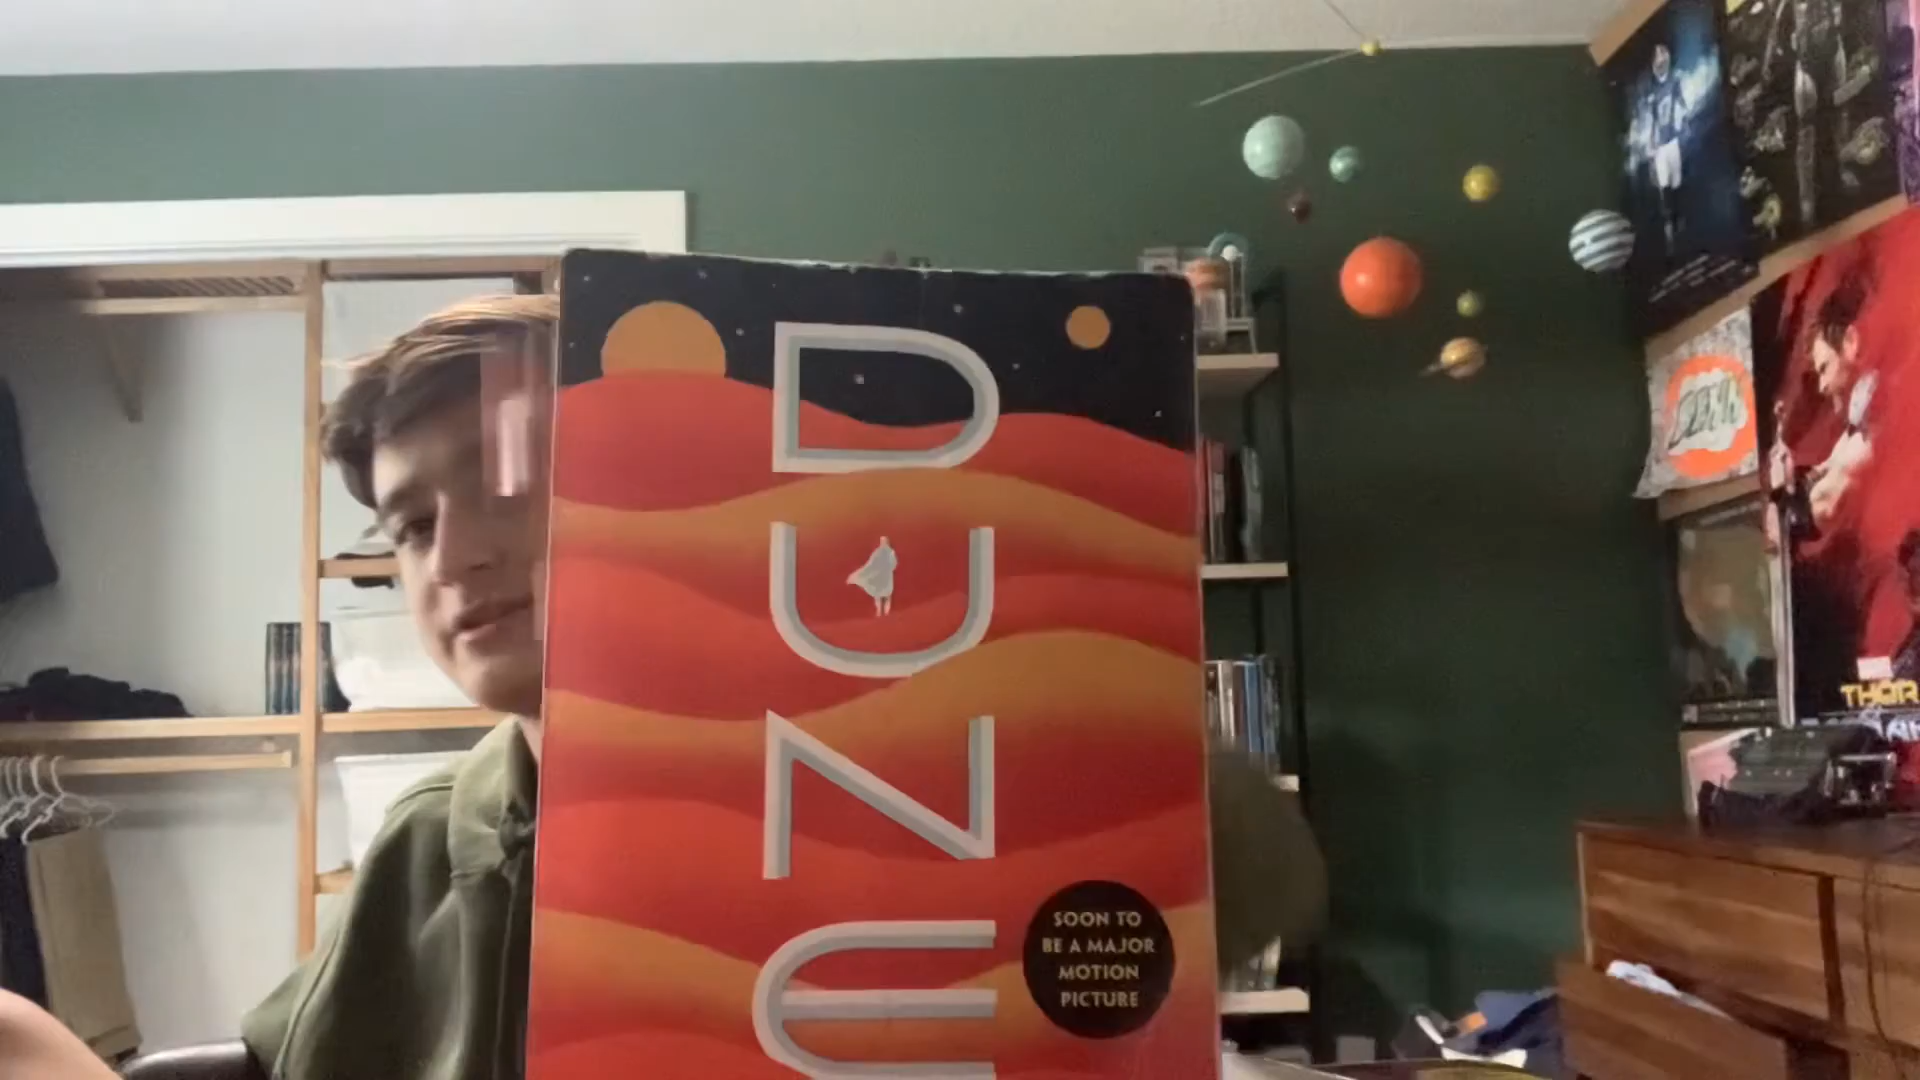 DUNE
SOON TO
BE A MAJOR
MOTION
PICTURE
THOR